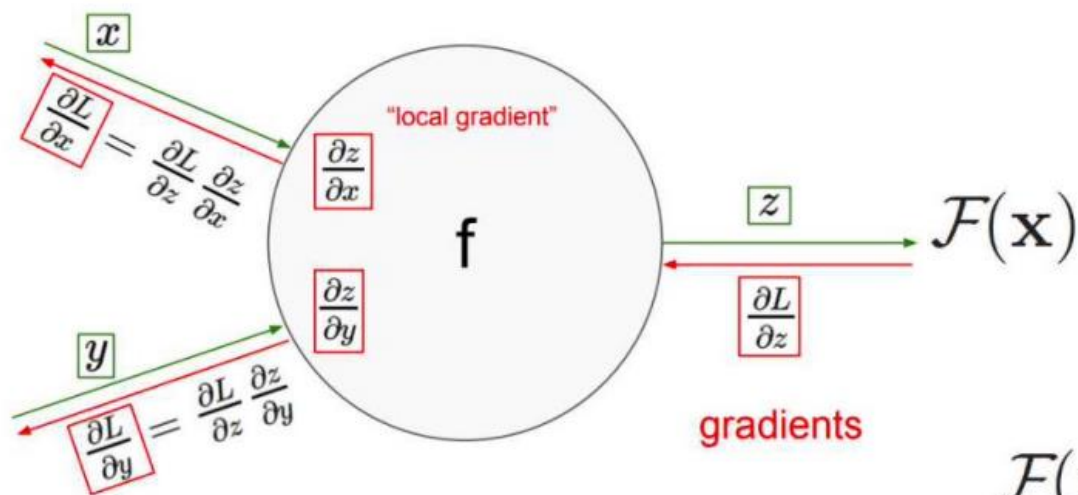 x
∂L/∂x = ∂L/∂z ∂z/∂x
"local gradient"
∂z/∂x
f
z
F(x)
∂L/∂z
∂z/∂y
y
∂L/∂y = ∂L/∂z ∂z/∂y
gradients
F(